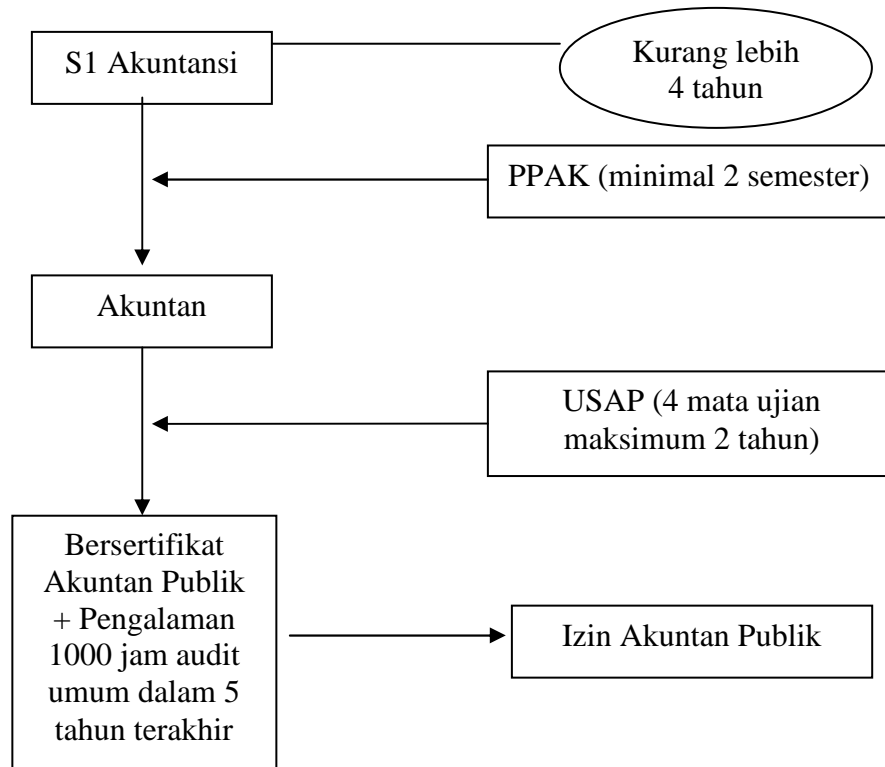 S1 Akuntansi
Kurang lebih
4 tahun
PPAK (minimal 2 semester)
Akuntan
USAP (4 mata ujian
maksimum 2 tahun)
Bersertifikat
Akuntan Publik
+ Pengalaman
1000 jam audit
umum dalam 5
tahun terakhir
Izin Akuntan Publik